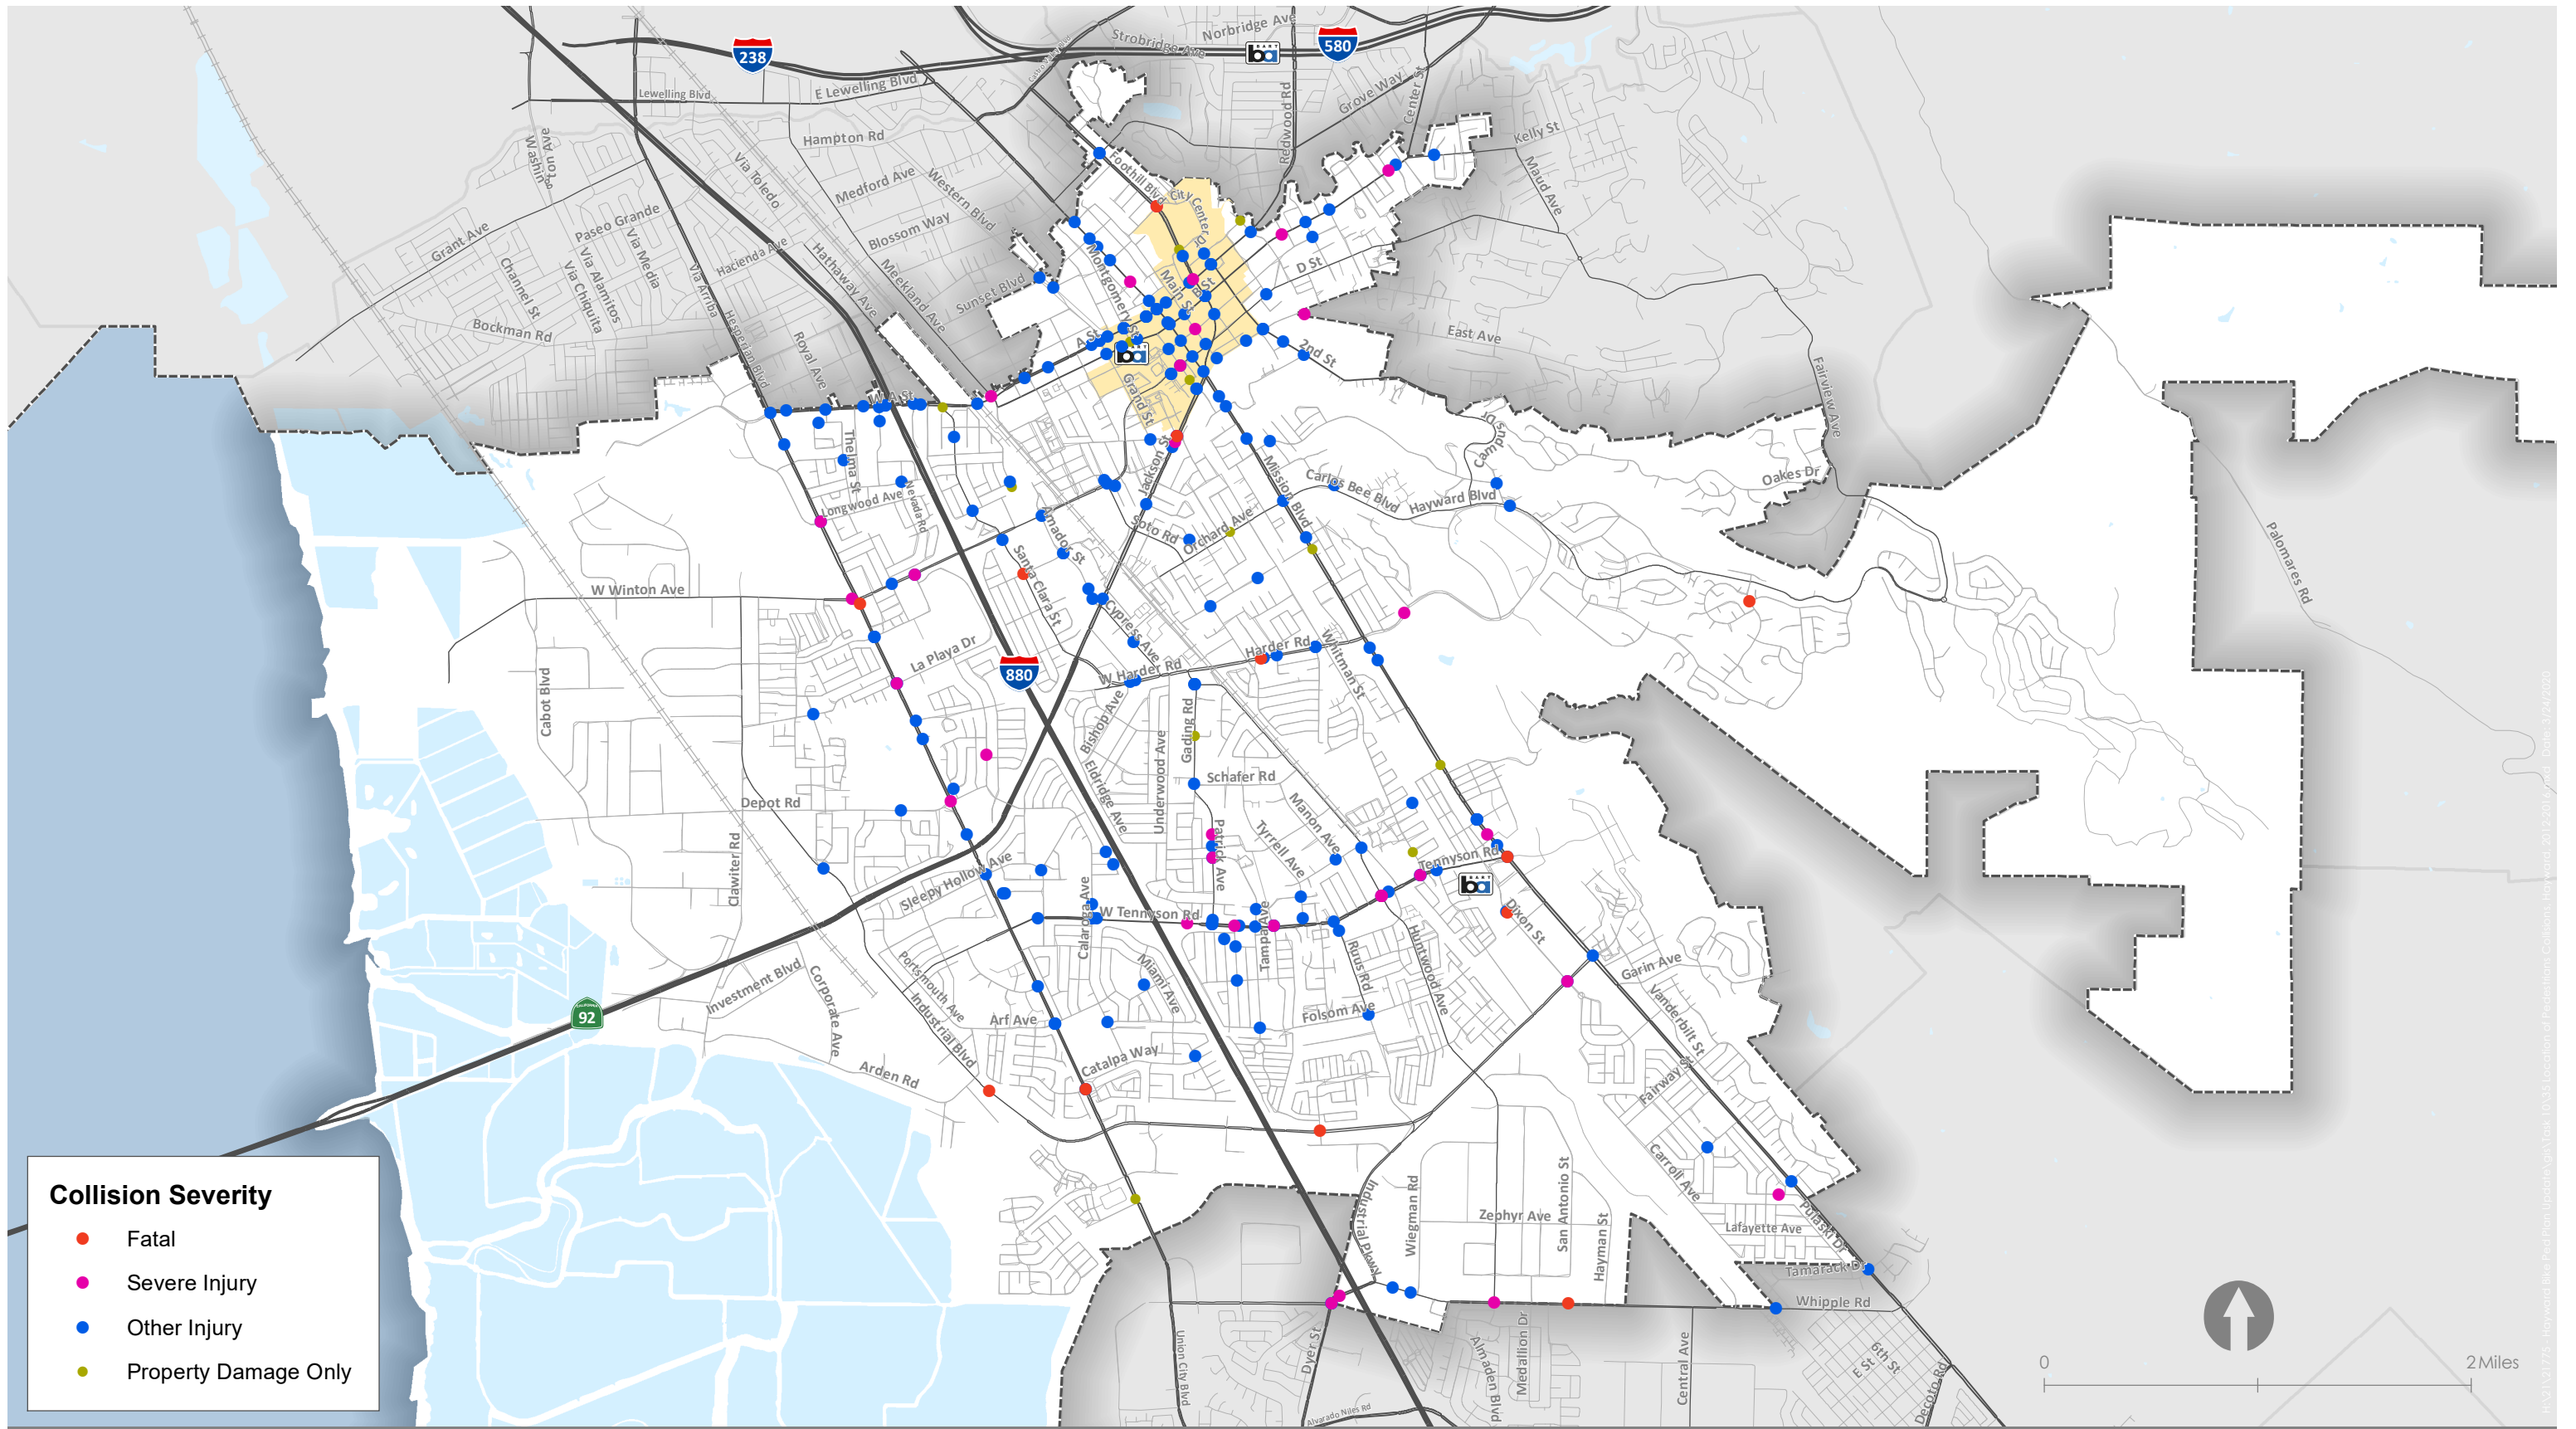 Norbridge Ave
Strobridge Ave
580
238
Lewelling Blvd
E Lewelling Blvd
Redwood Rd
Grove Way
Center St
Kelly St
Maud Ave
Hampton Rd
Via Toledo
Medford Ave
Western Blvd
Foothill Blvd
City Center Dr
Washington Ave
Grant Ave
Paseo Grande
Via Alamitos
Via Media
Via Chiquita
Channel St
Bockman Rd
Hacienda Ave
Via Arriba
Blossom Way
Hathaway Ave
Meekland Ave
Sunset Blvd
Montgomery St
Main St
B St
D St
A St
2nd St
East Ave
Fairview Ave
Hesperian Blvd
Royal Ave
W A St
Grand St
Thelma St
Longwood Ave
Nevada Rd
Amador St
Jackson St
Soto Rd
Orchard Ave
Mission Blvd
Carlos Bee Blvd
Hayward Blvd
Campus Dr
Oakes Dr
Palomares Rd
Santa Clara St
Cypress Ave
W Winton Ave
La Playa Dr
880
W Harder Rd
Harder Rd
Whitman St
Cabot Blvd
Bishop Ave
Gading Rd
Underwood Ave
Eldridge Ave
Schafer Rd
Depot Rd
Clawiter Rd
Patrick Ave
Tyrrell Ave
Manon Ave
Tennyson Rd
Sleepy Hollow Ave
Calaroga Ave
W Tennyson Rd
Tampa Ave
Dixon St
Ruus Rd
Huntwood Ave
Garin Ave
Vanderbilt St
Investment Blvd
Corporate Ave
Portsmouth Ave
Industrial Blvd
Miami Ave
Arf Ave
Folsom Ave
92
Catalpa Way
Arden Rd
Fairway St
Carroll Ave
Industrial Pkwy
Wiegman Rd
Zephyr Ave
San Antonio St
Hayman St
Lafayette Ave
Pulaski Dr
Tamarack Dr
Whipple Rd
Union City Blvd
Dyer St
Alvarado Niles Rd
Almaden Blvd
Medallion Dr
Central Ave
6th St
E St
Decoto Rd
Collision Severity
Fatal
Severe Injury
Other Injury
Property Damage Only
0
2 Miles